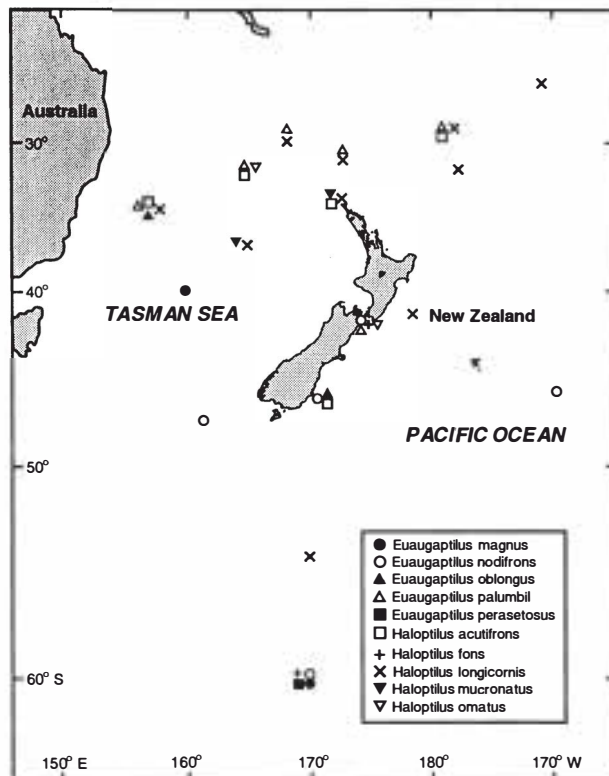 Australia
30°
40°
TASMAN SEA
New Zealand
PACIFIC OCEAN
50°
Euaugaptilus magnus
Euaugaptilus nodifrons
Euaugaptilus oblongus
Euaugaptilus palumbil
Euaugaptilus perasetosus
Haloptilus acutifrons
Haloptilus fons
Haloptilus longicornis
Haloptilus mucronatus
Haloptilus ornatus
60° S
150° E 160° 170° 180° 170° W